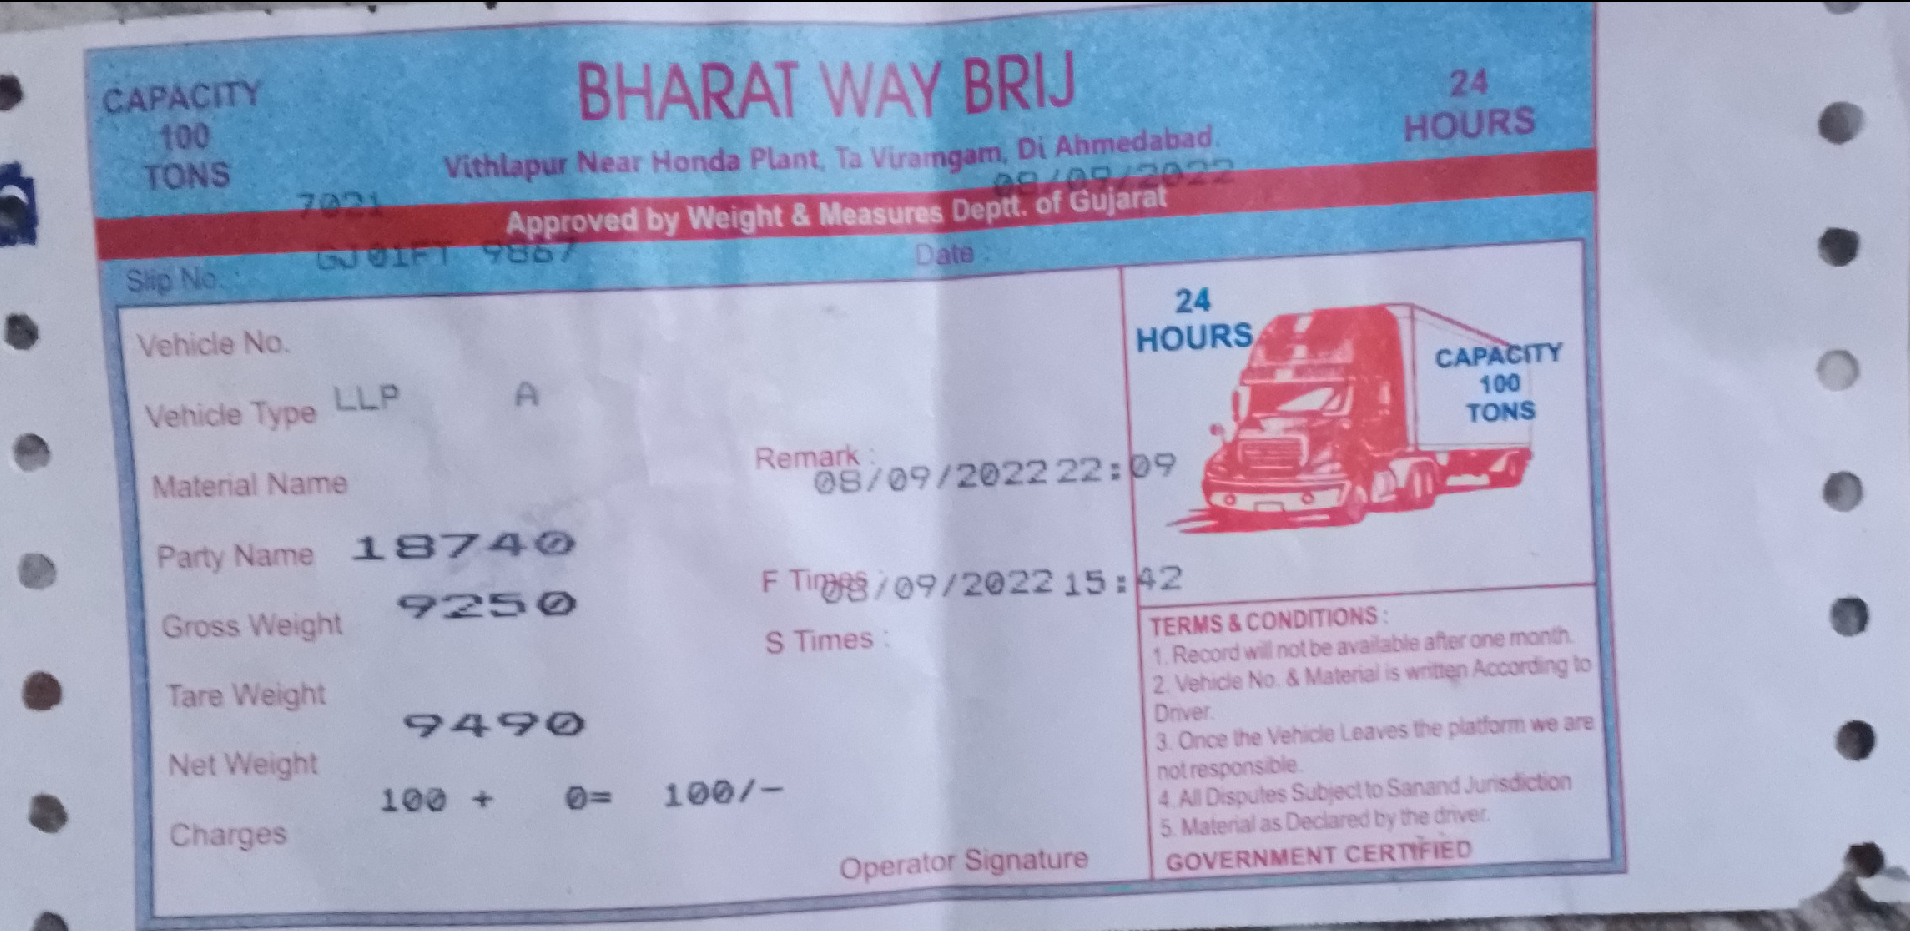 CAPACITY
100
TONS
BHARAT WAY BRIJ
24
HOURS
Vithlapur Near Honda Plant, Ta Viramgam, Di Ahmedabad.
7021
08/09/2022
Approved by Weight & Measures Deptt. of Gujarat
GJ01FT 9867
Slip No. :
Date :
Vehicle No.
Vehicle Type LLP A
Material Name
Remark :
08/09/2022 22:09
Party Name 18740
F Times 08/09/2022 15:42
Gross Weight 9250
S Times :
Tare Weight
9490
Net Weight
100 + 0= 100/-
Charges
Operator Signature
24
HOURS
CAPACITY
100
TONS
TERMS & CONDITIONS :
1. Record will not be available after one month.
2. Vehicle No. & Material is written According to
Driver.
3. Once the Vehicle Leaves the platform we are
not responsible.
4. All Disputes Subject to Sanand Jurisdiction
5. Material as Declared by the driver.
GOVERNMENT CERTIFIED